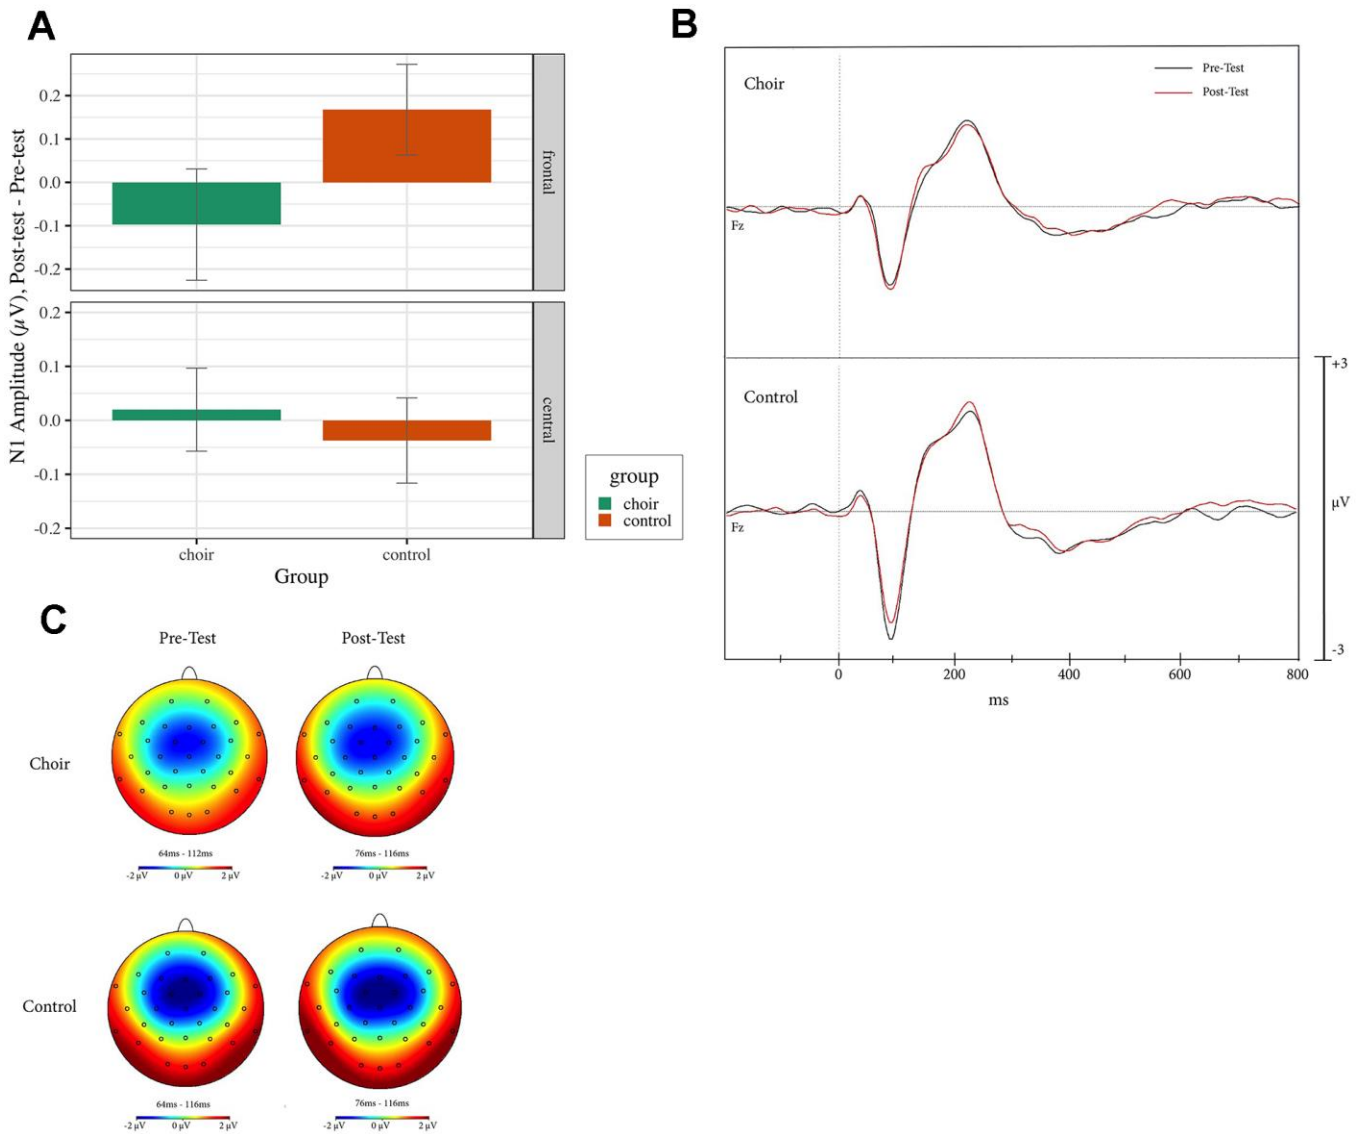 A
N1 Amplitude (μV), Post-test - Pre-test
0.2
0.1
0.0
-0.1
-0.2
frontal
0.2
0.1
0.0
-0.1
-0.2
central
choir
control
Group
group
choir
control
B
Choir
Pre-Test
Post-Test
Fz
Control
Fz
+3
μV
-3
0 200 400 600 800
ms
C
Pre-Test Post-Test
Choir
64ms - 112ms 76ms - 116ms
-2 μV 0 μV 2 μV -2 μV 0 μV 2 μV
Control
64ms - 116ms 76ms - 116ms
-2 μV 0 μV 2 μV -2 μV 0 μV 2 μV